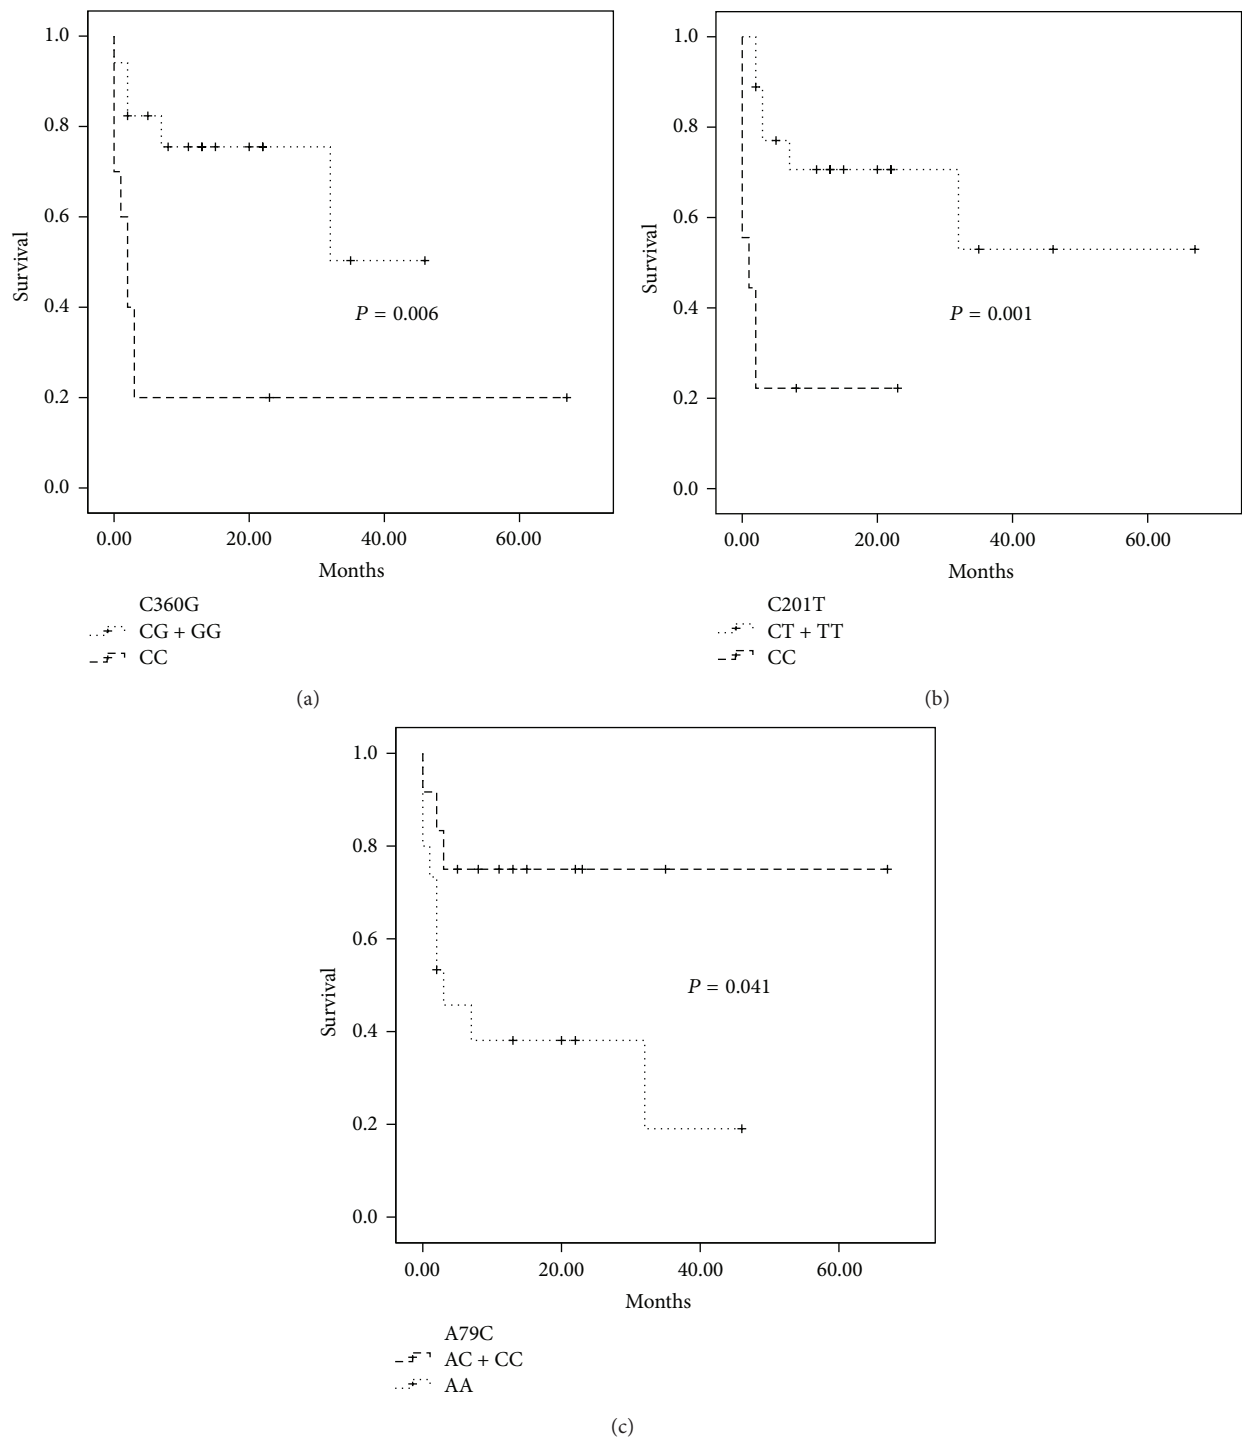 1.0
0.8
0.6
0.4
0.2
0.0
Survival
P = 0.006
0.00 20.00 40.00 60.00
Months
C360G
CG + GG
CC
(a)
1.0
0.8
0.6
0.4
0.2
0.0
Survival
P = 0.001
0.00 20.00 40.00 60.00
Months
C201T
CT + TT
CC
(b)
1.0
0.8
0.6
0.4
0.2
0.0
Survival
P = 0.041
0.00 20.00 40.00 60.00
Months
A79C
AC + CC
AA
(c)